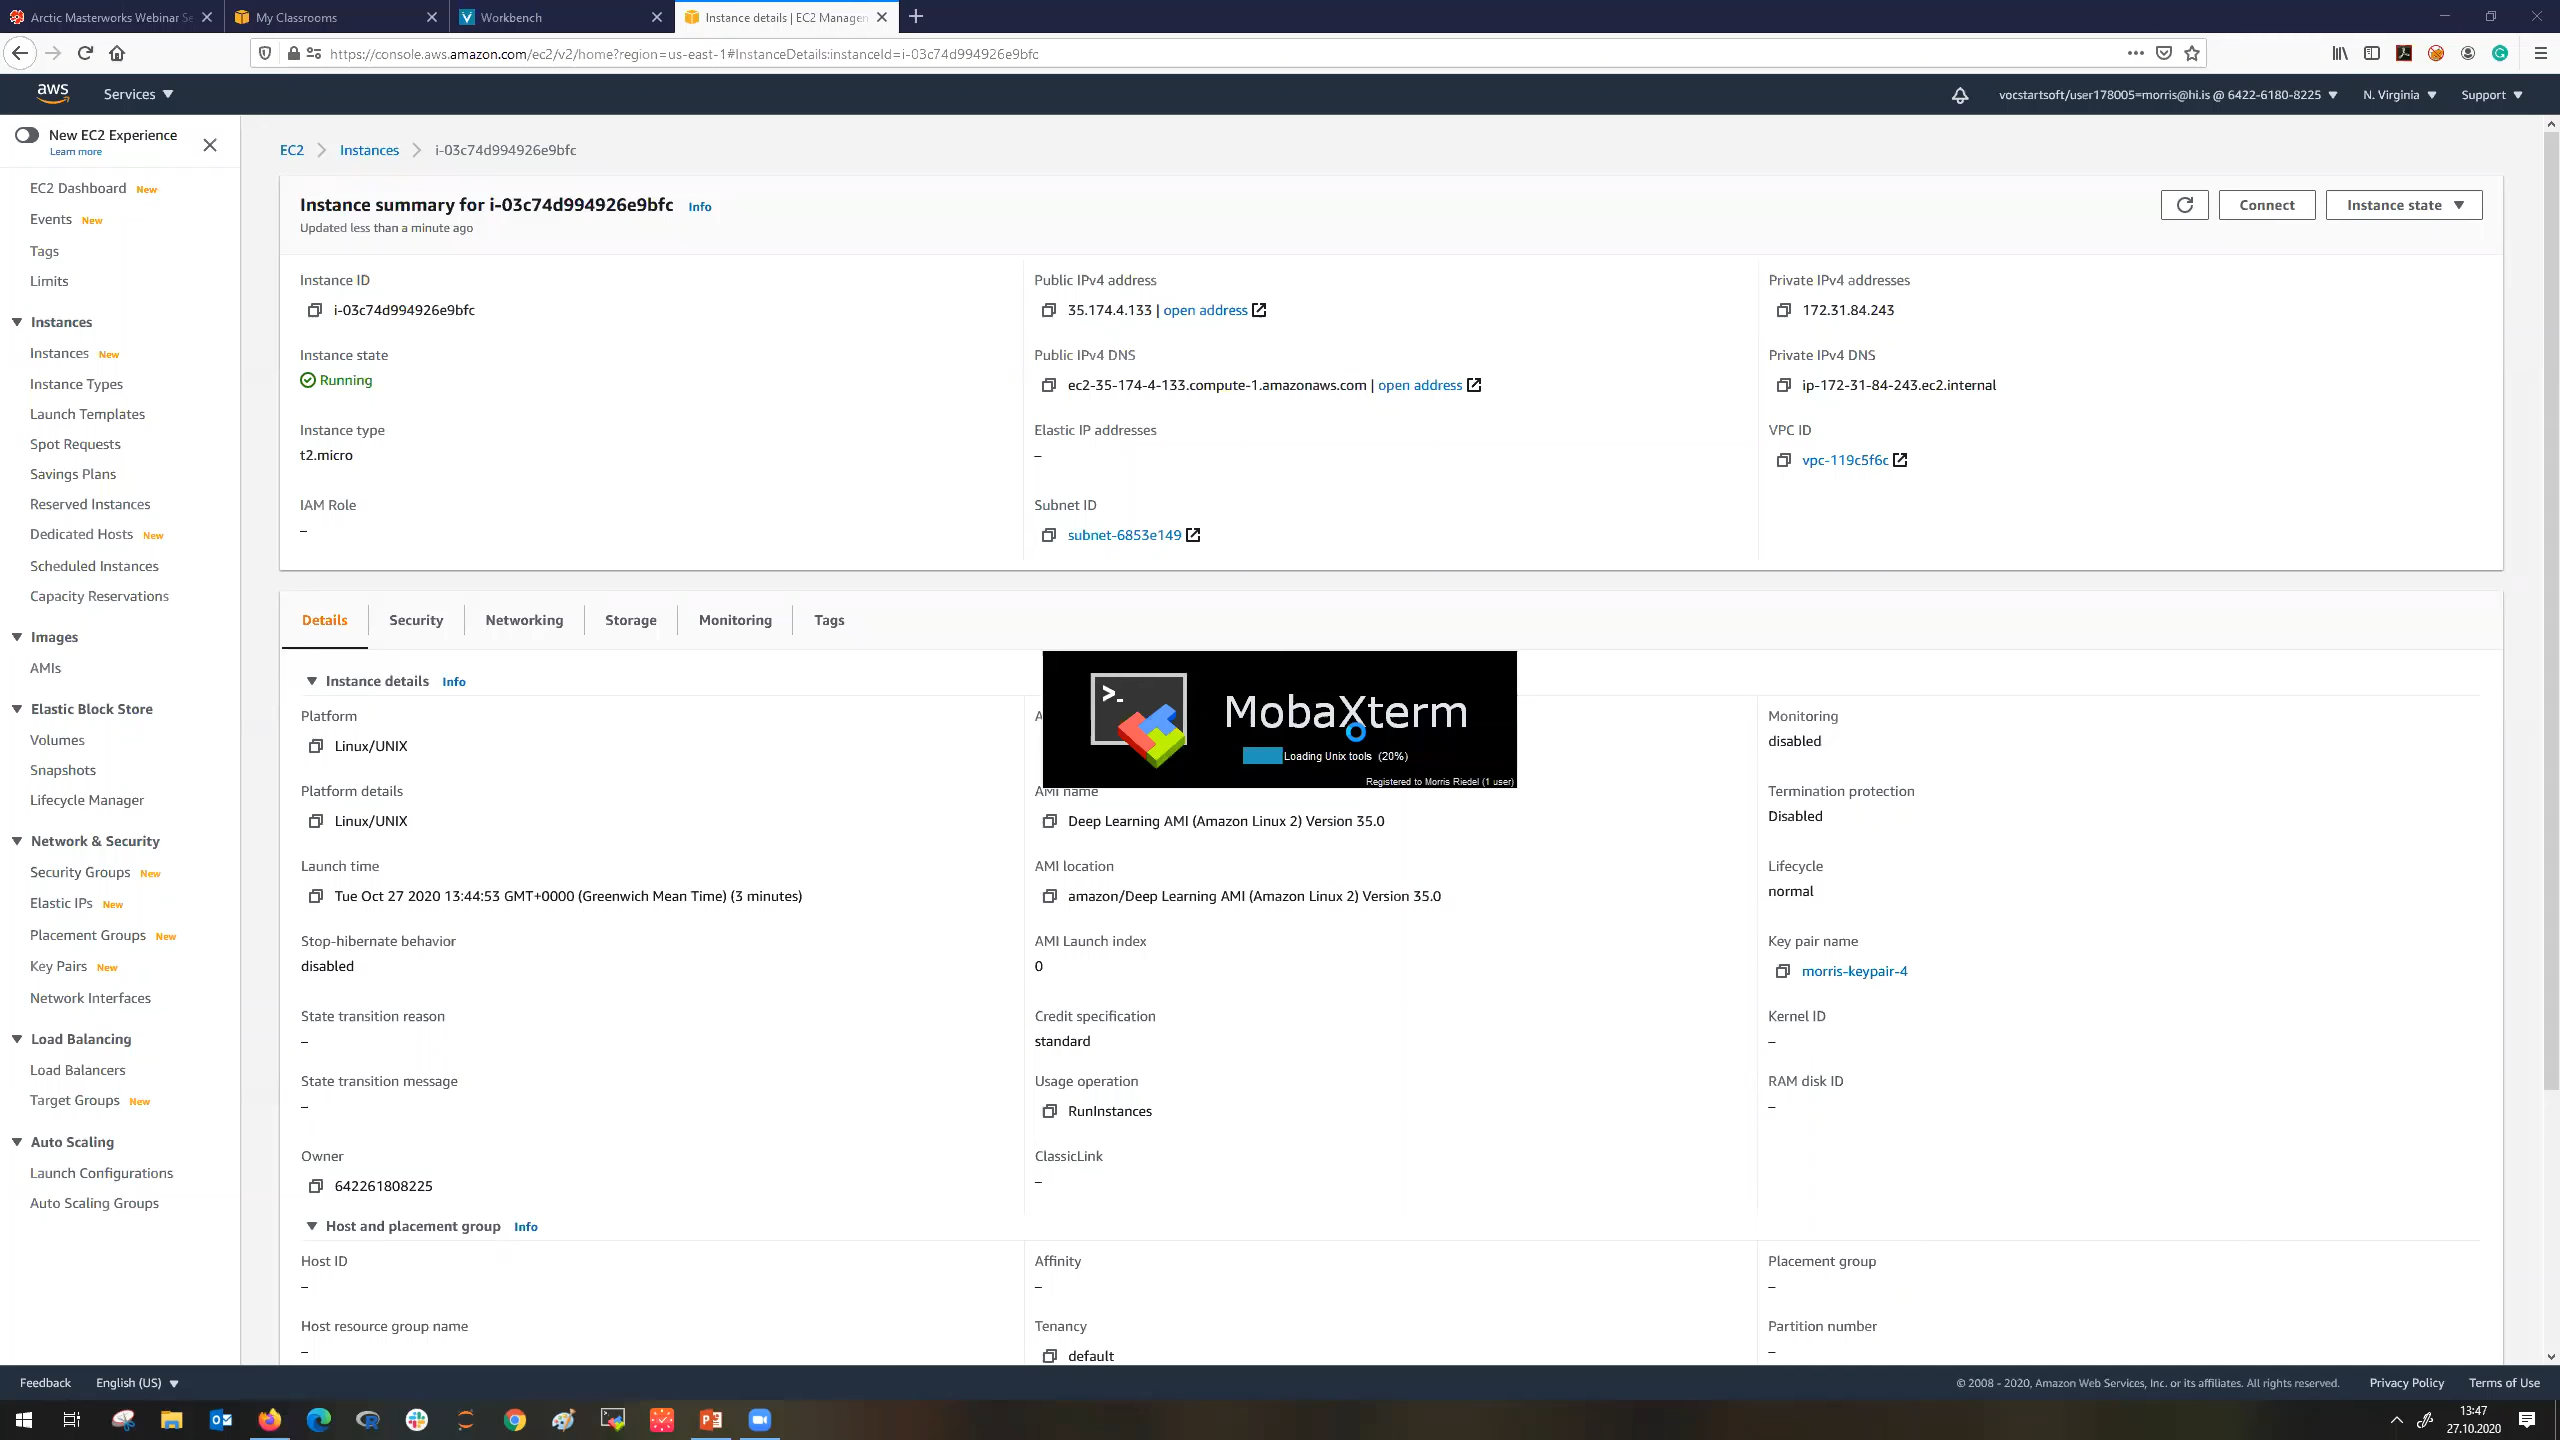 Arctic Masterworks Webinar Se
My Classrooms
Workbench
Instance details | EC2 Managem
https://console.aws.amazon.com/ec2/v2/home?region=us-east-1#InstanceDetails:instanceId=i-03c74d994926e9bfc
aws
Services
vocstartsoft/user178005=morris@hi.is @ 6422-6180-8225
N. Virginia
Support
New EC2 Experience
Learn more
EC2 Dashboard New
Events New
Tags
Limits
Instances
Instances New
Instance Types
Launch Templates
Spot Requests
Savings Plans
Reserved Instances
Dedicated Hosts New
Scheduled Instances
Capacity Reservations
Images
AMIs
Elastic Block Store
Volumes
Snapshots
Lifecycle Manager
Network & Security
Security Groups New
Elastic IPs New
Placement Groups New
Key Pairs New
Network Interfaces
Load Balancing
Load Balancers
Target Groups New
Auto Scaling
Launch Configurations
Auto Scaling Groups
EC2 > Instances > i-03c74d994926e9bfc
Instance summary for i-03c74d994926e9bfc Info
Updated less than a minute ago
Connect
Instance state
Instance ID
i-03c74d994926e9bfc
Public IPv4 address
35.174.4.133 | open address
Private IPv4 addresses
172.31.84.243
Instance state
Running
Public IPv4 DNS
ec2-35-174-4-133.compute-1.amazonaws.com | open address
Private IPv4 DNS
ip-172-31-84-243.ec2.internal
Instance type
t2.micro
Elastic IP addresses
–
VPC ID
vpc-119c5f6c
IAM Role
–
Subnet ID
subnet-6853e149
Details
Security
Networking
Storage
Monitoring
Tags
Instance details Info
Platform
Linux/UNIX
A
MobaXterm
Loading Unix tools (20%)
Registered to Morris Riedel (1 user)
Monitoring
disabled
Platform details
Linux/UNIX
AMI name
Deep Learning AMI (Amazon Linux 2) Version 35.0
Termination protection
Disabled
Launch time
Tue Oct 27 2020 13:44:53 GMT+0000 (Greenwich Mean Time) (3 minutes)
AMI location
amazon/Deep Learning AMI (Amazon Linux 2) Version 35.0
Lifecycle
normal
Stop-hibernate behavior
disabled
AMI Launch index
0
Key pair name
morris-keypair-4
State transition reason
–
Credit specification
standard
Kernel ID
–
State transition message
–
Usage operation
RunInstances
RAM disk ID
–
Owner
642261808225
ClassicLink
–
Host and placement group Info
Host ID
–
Affinity
–
Placement group
–
Host resource group name
–
Tenancy
default
Partition number
–
Feedback
English (US)
© 2008 - 2020, Amazon Web Services, Inc. or its affiliates. All rights reserved.
Privacy Policy
Terms of Use
13:47
27.10.2020